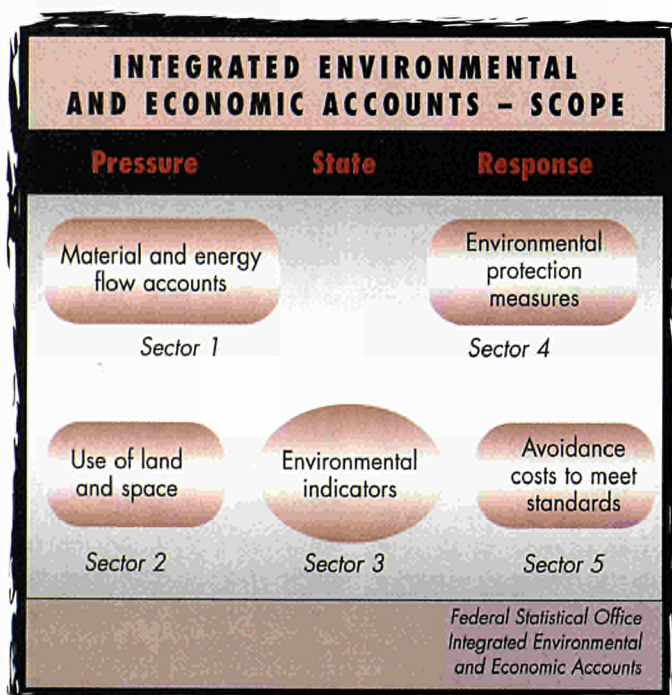 INTEGRATED ENVIRONMENTAL
AND ECONOMIC ACCOUNTS – SCOPE
Pressure State Response
Material and energy
flow accounts
Sector 1
Environmental
protection
measures
Sector 4
Use of land
and space
Sector 2
Environmental
indicators
Sector 3
Avoidance
costs to meet
standards
Sector 5
Federal Statistical Office
Integrated Environmental
and Economic Accounts